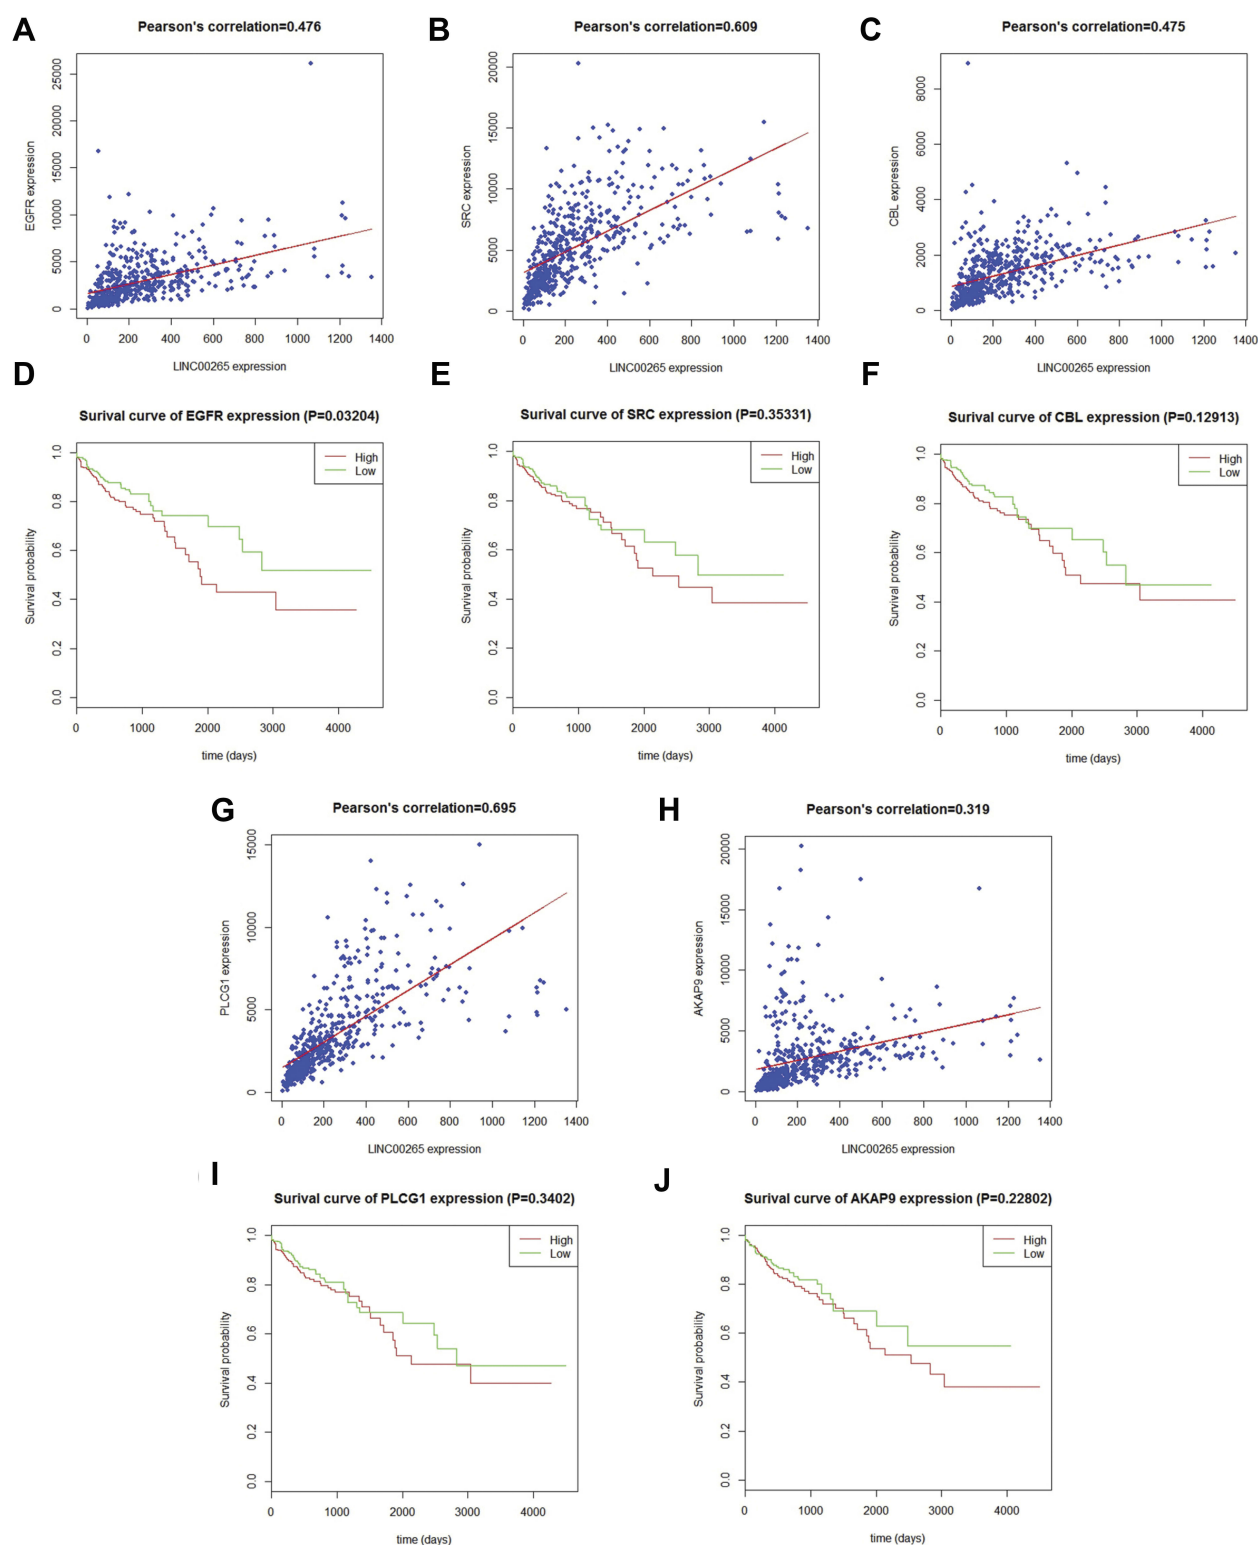 A
Pearson's correlation=0.476
B
Pearson's correlation=0.609
C
Pearson's correlation=0.475
EGFR expression
0 5000 10000 15000 20000 25000
0 200 400 600 800 1000 1200 1400
LINC00265 expression
SRC expression
0 5000 10000 15000 20000
0 200 400 600 800 1000 1200 1400
LINC00265 expression
CBL expression
0 2000 4000 6000 8000
0 200 400 600 800 1000 1200 1400
LINC00265 expression
D
Surival curve of EGFR expression (P=0.03204)
High
Low
Survival probability
0.0 0.2 0.4 0.6 0.8 1.0
0 1000 2000 3000 4000
time (days)
E
Surival curve of SRC expression (P=0.35331)
High
Low
Survival probability
0.0 0.2 0.4 0.6 0.8 1.0
0 1000 2000 3000 4000
time (days)
F
Surival curve of CBL expression (P=0.12913)
High
Low
Survival probability
0.0 0.2 0.4 0.6 0.8 1.0
0 1000 2000 3000 4000
time (days)
G
Pearson's correlation=0.695
PLCG1 expression
0 5000 10000 15000
0 200 400 600 800 1000 1200 1400
LINC00265 expression
H
Pearson's correlation=0.319
AKAP9 expression
0 5000 10000 15000 20000
0 200 400 600 800 1000 1200 1400
LINC00265 expression
I
Surival curve of PLCG1 expression (P=0.3402)
High
Low
Survival probability
0.0 0.2 0.4 0.6 0.8 1.0
0 1000 2000 3000 4000
time (days)
J
Surival curve of AKAP9 expression (P=0.22802)
High
Low
Survival probability
0.0 0.2 0.4 0.6 0.8 1.0
0 1000 2000 3000 4000
time (days)